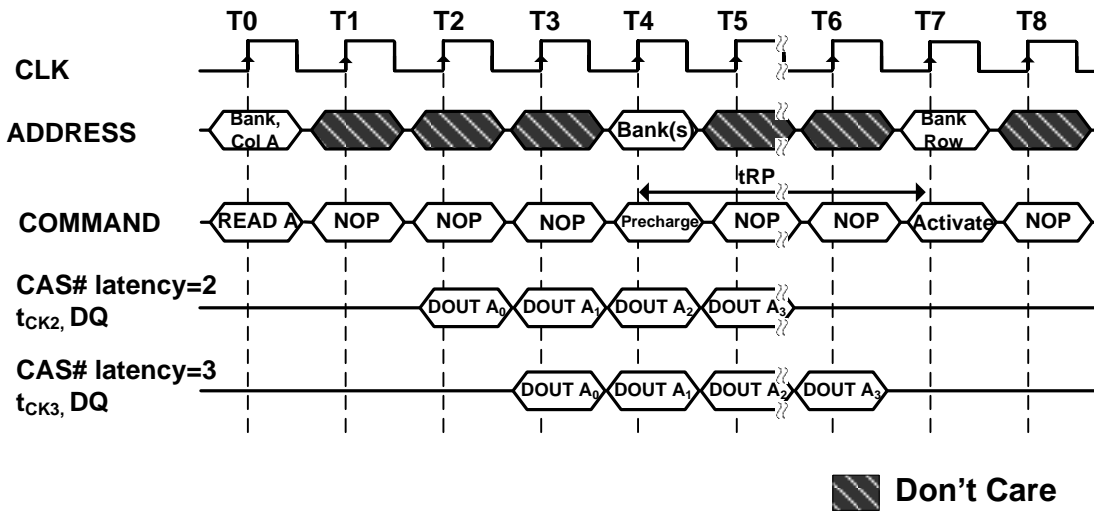 T0 T1 T2 T3 T4 T5 T6 T7 T8
CLK
ADDRESS
Bank,
Col A
Bank(s)
Bank
Row
tRP
COMMAND
READ A NOP NOP NOP Precharge NOP NOP Activate NOP
CAS# latency=2
tCK2, DQ
DOUT A0 DOUT A1 DOUT A2 DOUT A3
CAS# latency=3
tCK3, DQ
DOUT A0 DOUT A1 DOUT A2 DOUT A3
Don't Care